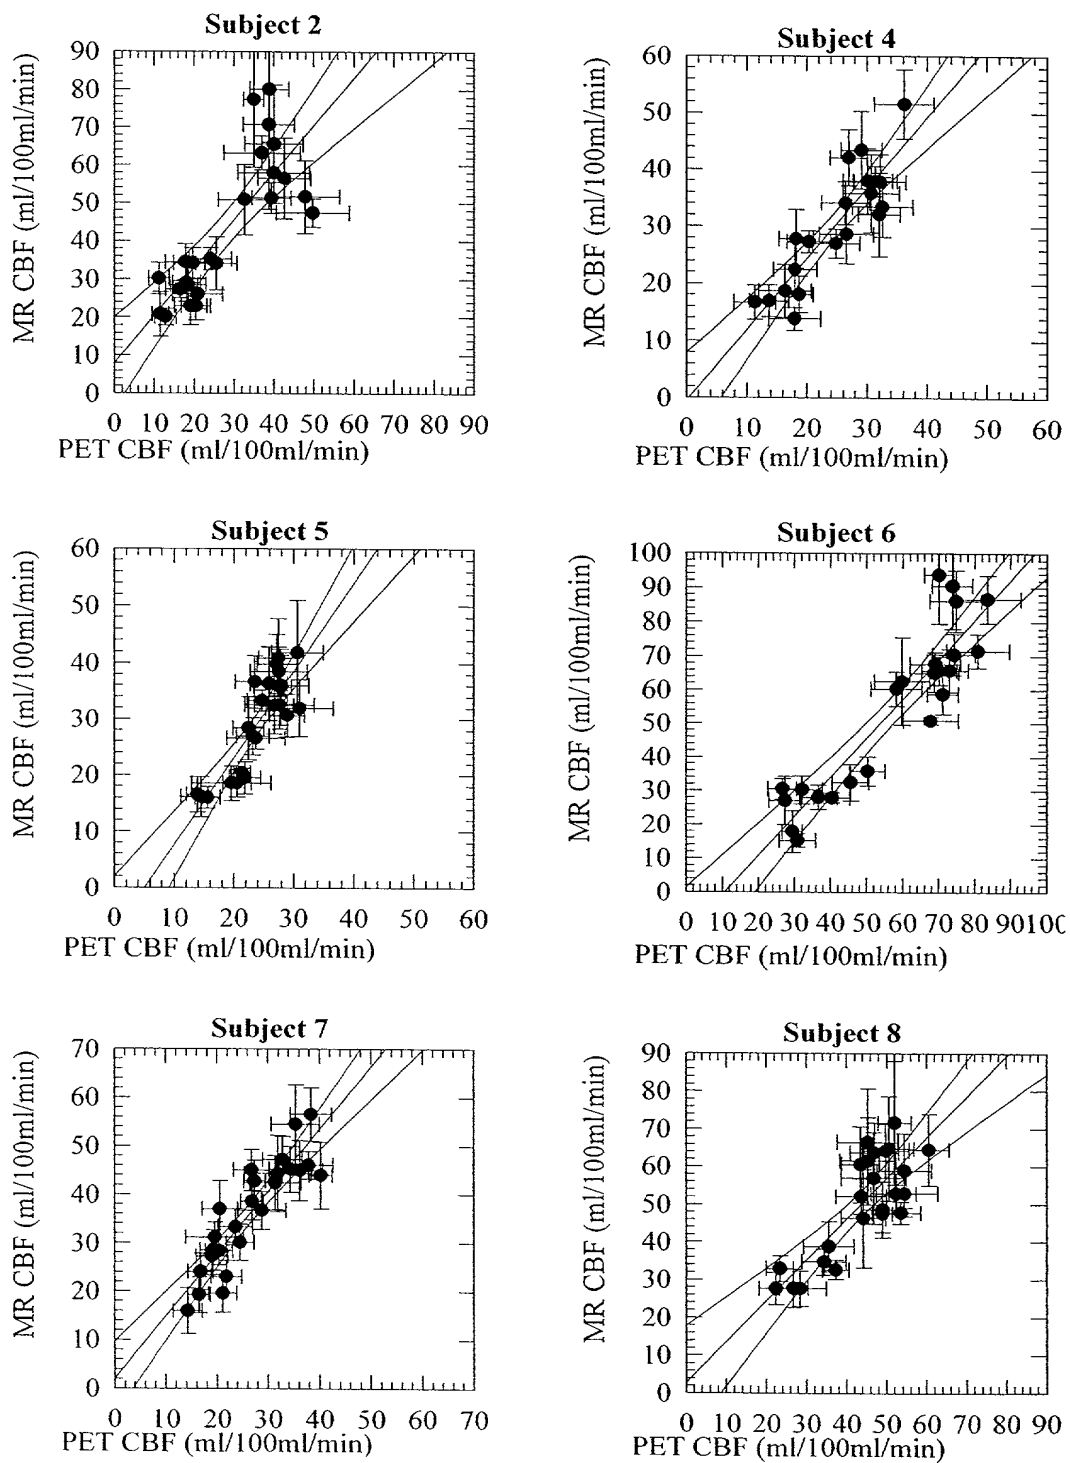 Subject 2
MR CBF (ml/100ml/min)
90
80
70
60
50
40
30
20
10
0
0 10 20 30 40 50 60 70 80 90
PET CBF (ml/100ml/min)
Subject 4
MR CBF (ml/100ml/min)
60
50
40
30
20
10
0
0 10 20 30 40 50 60
PET CBF (ml/100ml/min)
Subject 5
MR CBF (ml/100ml/min)
60
50
40
30
20
10
0
0 10 20 30 40 50 60
PET CBF (ml/100ml/min)
Subject 6
MR CBF (ml/100ml/min)
100
90
80
70
60
50
40
30
20
10
0
0 10 20 30 40 50 60 70 80 90100
PET CBF (ml/100ml/min)
Subject 7
MR CBF (ml/100ml/min)
70
60
50
40
30
20
10
0
0 10 20 30 40 50 60 70
PET CBF (ml/100ml/min)
Subject 8
MR CBF (ml/100ml/min)
90
80
70
60
50
40
30
20
10
0
0 10 20 30 40 50 60 70 80 90
PET CBF (ml/100ml/min)